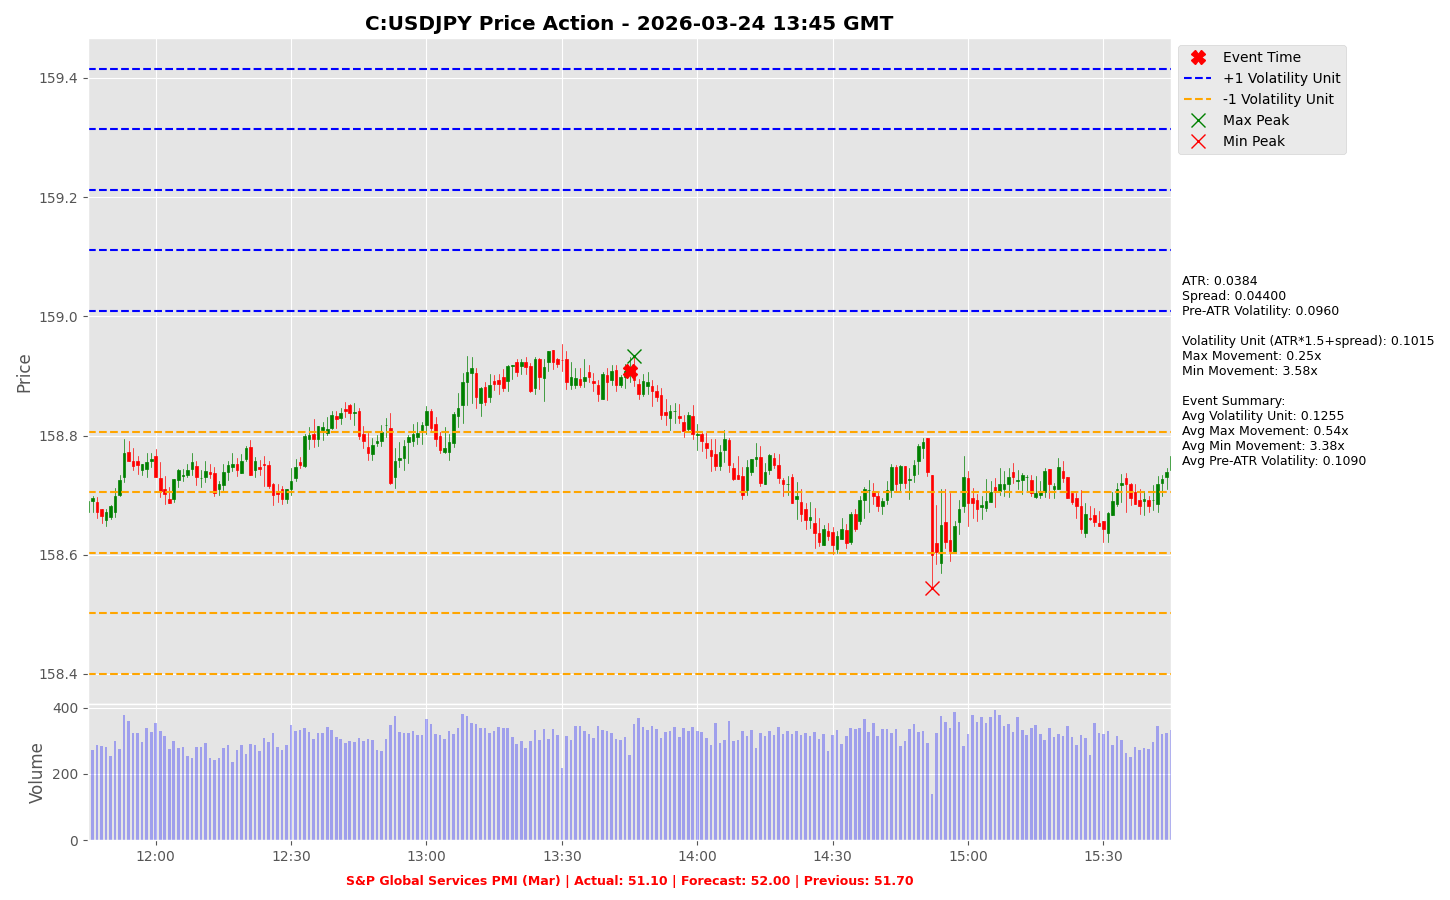 C:USDJPY Price Action - 2026-03-24 13:45 GMT
Event Time
+1 Volatility Unit
-1 Volatility Unit
Max Peak
Min Peak
159.4
159.2
159.0
158.8
158.6
158.4
Price
ATR: 0.0384
Spread: 0.04400
Pre-ATR Volatility: 0.0960
Volatility Unit (ATR*1.5+spread): 0.1015
Max Movement: 0.25x
Min Movement: 3.58x
Event Summary:
Avg Volatility Unit: 0.1255
Avg Max Movement: 0.54x
Avg Min Movement: 3.38x
Avg Pre-ATR Volatility: 0.1090
400
200
0
Volume
12:00 12:30 13:00 13:30 14:00 14:30 15:00 15:30
S&P Global Services PMI (Mar) | Actual: 51.10 | Forecast: 52.00 | Previous: 51.70